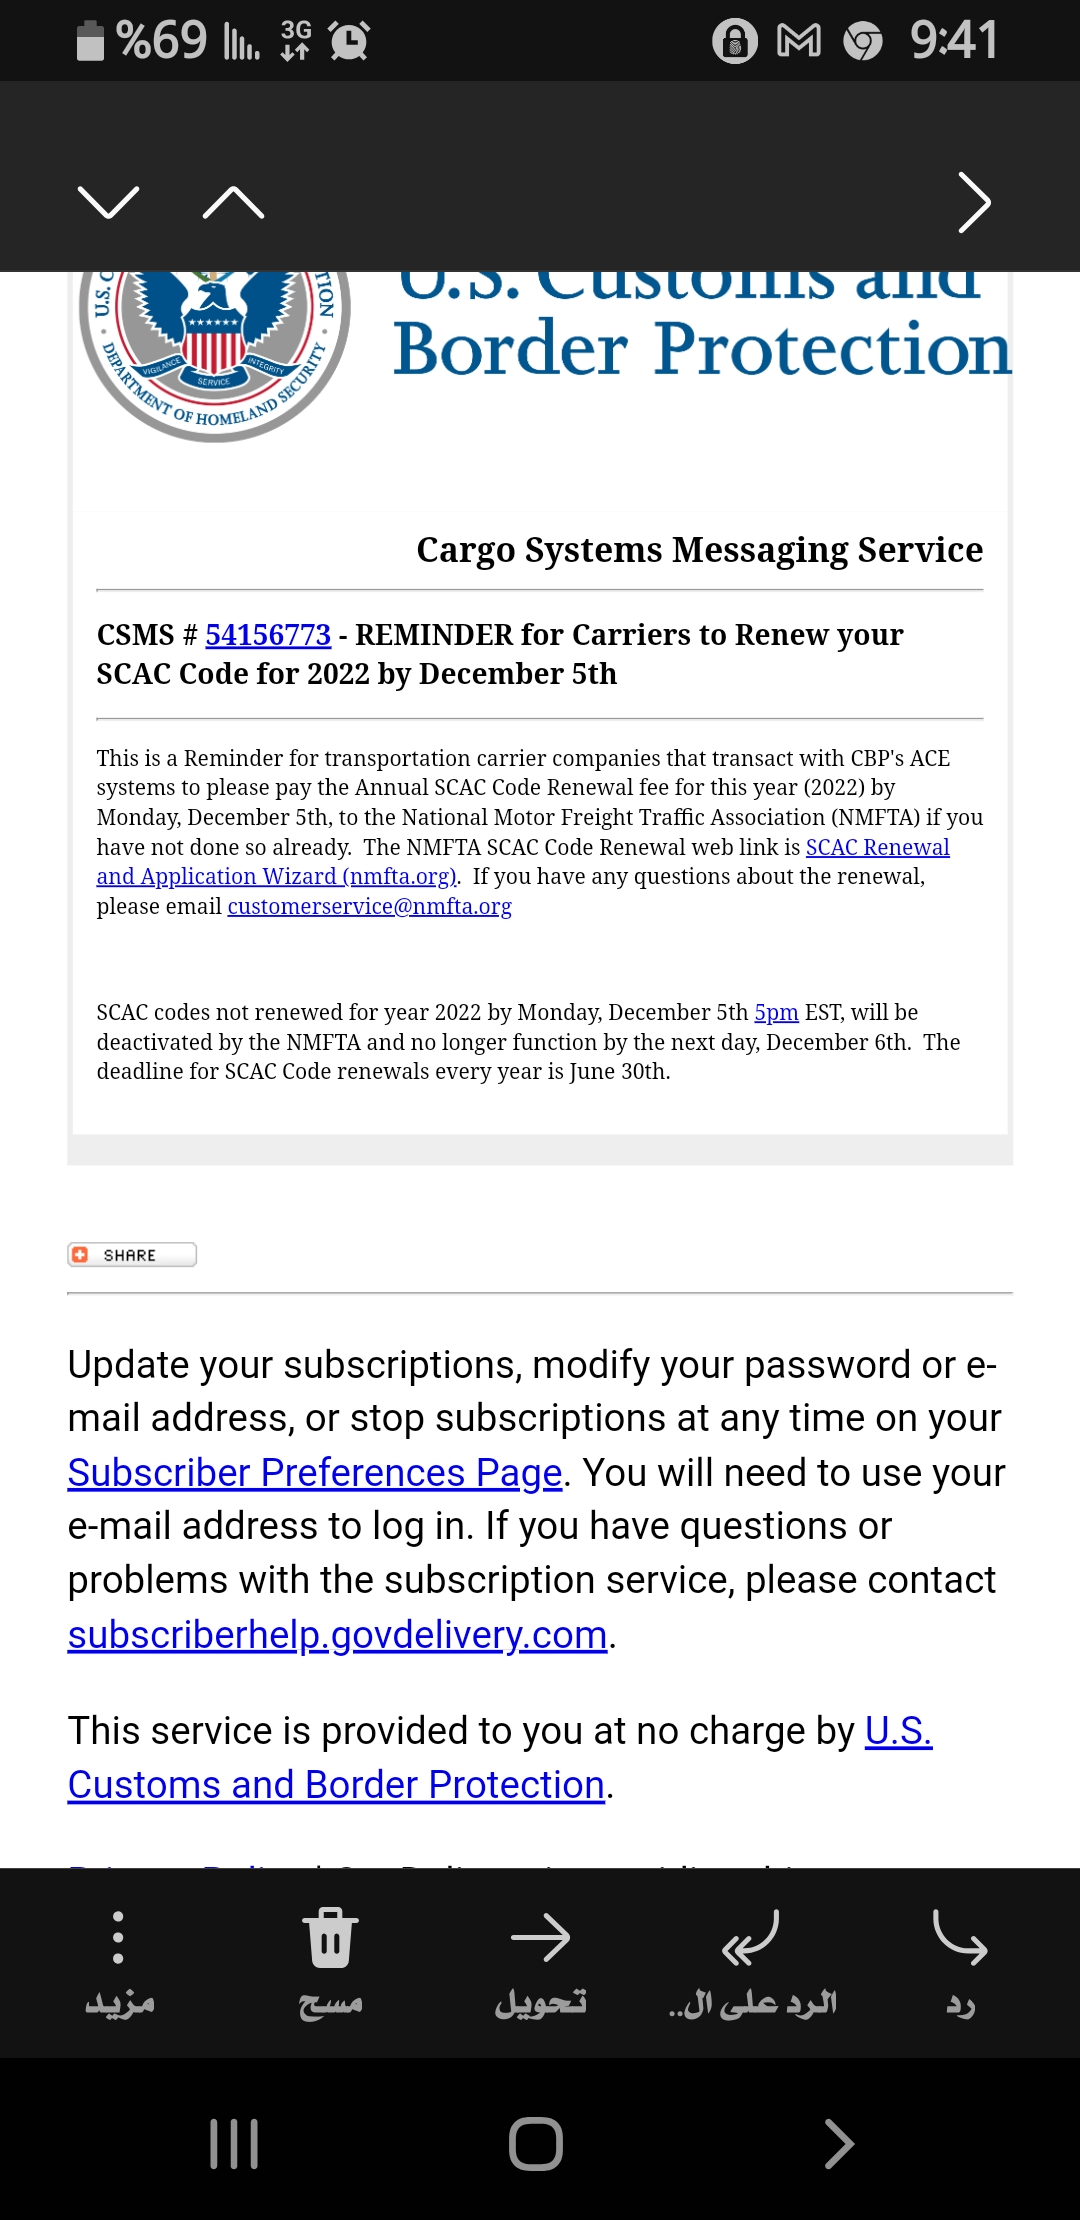 %69 3G 9:41
U.S. Customs and
Border Protection
U.S. C
TION
DEPARTMENT OF HOMELAND SECURITY
VIGILANCE
SERVICE
INTEGRITY
Cargo Systems Messaging Service
CSMS # 54156773 - REMINDER for Carriers to Renew your
SCAC Code for 2022 by December 5th
This is a Reminder for transportation carrier companies that transact with CBP's ACE
systems to please pay the Annual SCAC Code Renewal fee for this year (2022) by
Monday, December 5th, to the National Motor Freight Traffic Association (NMFTA) if you
have not done so already.  The NMFTA SCAC Code Renewal web link is SCAC Renewal
and Application Wizard (nmfta.org).  If you have any questions about the renewal,
please email customerservice@nmfta.org
SCAC codes not renewed for year 2022 by Monday, December 5th 5pm EST, will be
deactivated by the NMFTA and no longer function by the next day, December 6th.  The
deadline for SCAC Code renewals every year is June 30th.
SHARE
Update your subscriptions, modify your password or e-
mail address, or stop subscriptions at any time on your
Subscriber Preferences Page. You will need to use your
e-mail address to log in. If you have questions or
problems with the subscription service, please contact
subscriberhelp.govdelivery.com.
This service is provided to you at no charge by U.S.
Customs and Border Protection.
رد الرد على ال.. تحويل مسح مزيد